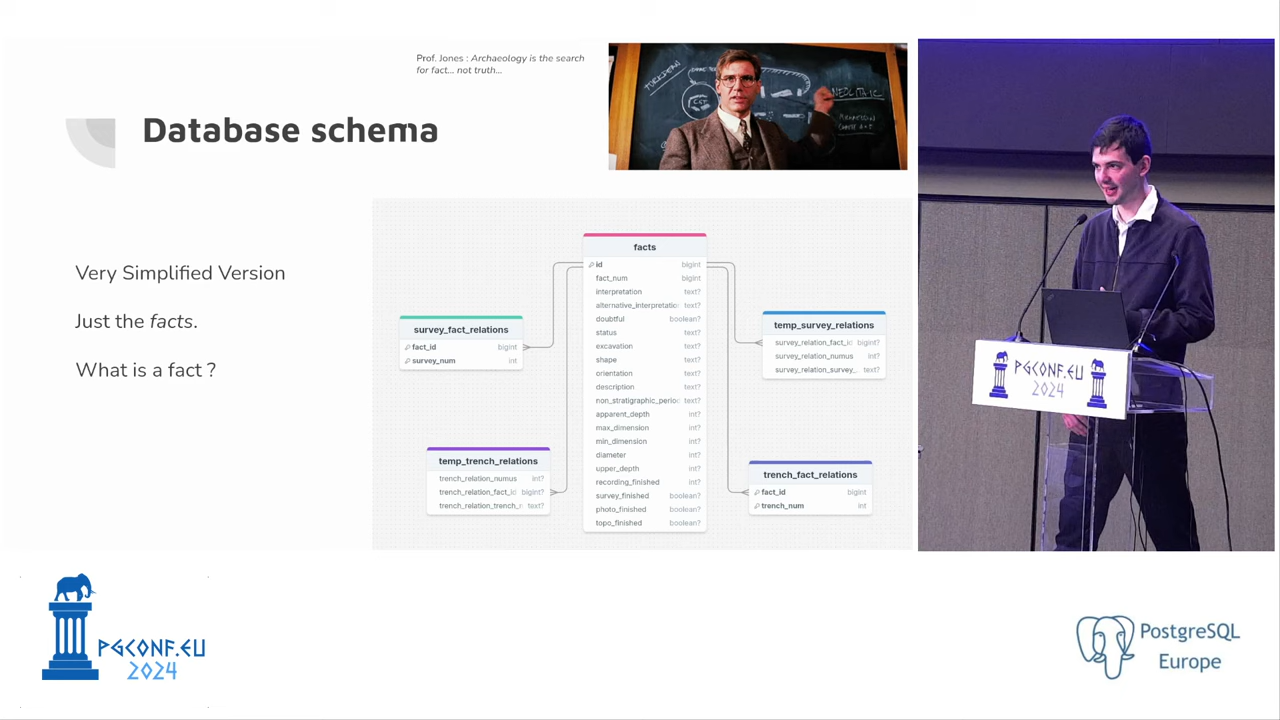 Prof. Jones : Archaeology is the search
for fact... not truth...
NEOLITHIC
Database schema
Very Simplified Version
Just the facts.
What is a fact ?
facts
id bigint
fact_num bigint
interpretation text?
alternative_interpretatio text?
doubtful boolean?
status text?
excavation text?
shape text?
orientation text?
description text?
non_stratigraphic_perio text?
apparent_depth int?
max_dimension int?
min_dimension int?
diameter int?
upper_depth int?
recording_finished int?
survey_finished boolean?
photo_finished boolean?
topo_finished boolean?
survey_fact_relations
fact_id bigint
survey_num int
temp_trench_relations
trench_relation_numus int?
trench_relation_fact_id bigint?
trench_relation_trench_r text?
temp_survey_relations
survey_relation_fact_id bigint?
survey_relation_numus int?
survey_relation_survey_ text?
trench_fact_relations
fact_id bigint
trench_num int
PGCONF.EU
2024
PGCONF.EU
2024
PostgreSQL
Europe